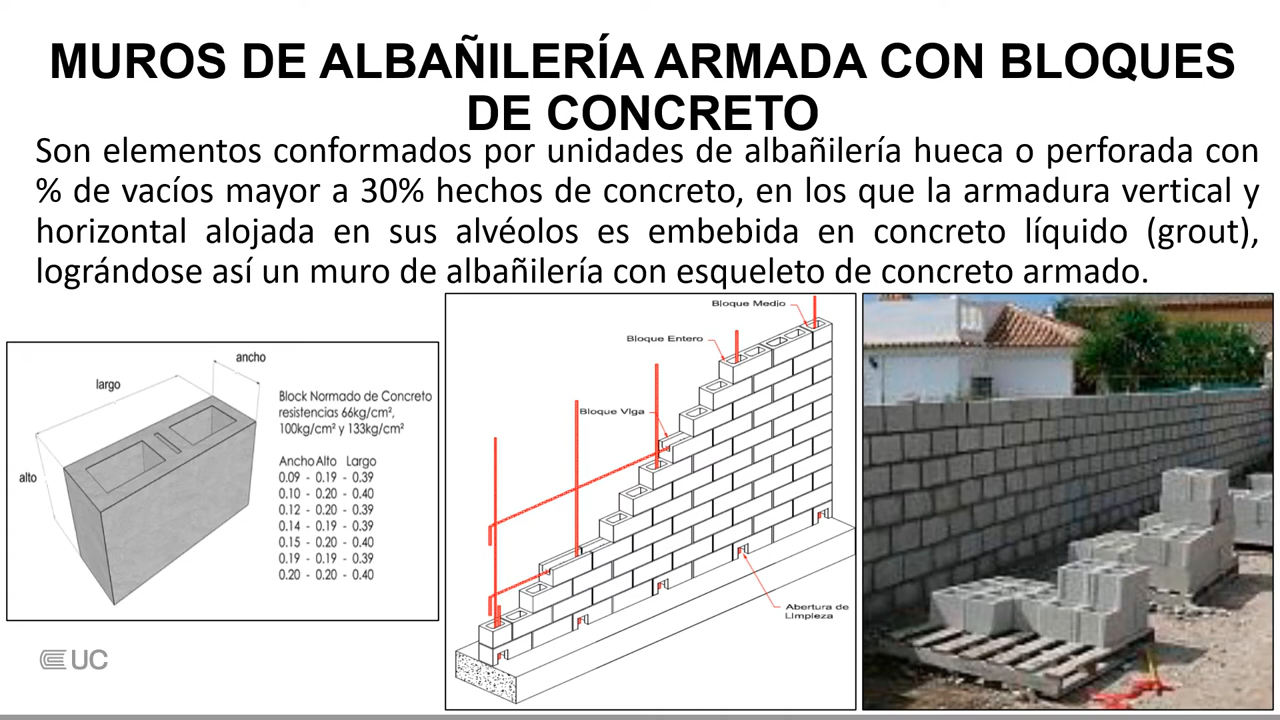 MUROS DE ALBAÑILERÍA ARMADA CON BLOQUES
DE CONCRETO
Son elementos conformados por unidades de albañilería hueca o perforada con
% de vacíos mayor a 30% hechos de concreto, en los que la armadura vertical y
horizontal alojada en sus alvéolos es embebida en concreto líquido (grout),
lográndose así un muro de albañilería con esqueleto de concreto armado.
ancho
largo
alto
Block Normado de Concreto
resistencias 66kg/cm²,
100kg/cm² y 133kg/cm²
Ancho Alto Largo
0.09 - 0.19 - 0.39
0.10 - 0.20 - 0.40
0.12 - 0.20 - 0.39
0.14 - 0.19 - 0.39
0.15 - 0.20 - 0.40
0.19 - 0.19 - 0.39
0.20 - 0.20 - 0.40
Bloque Medio
Bloque Entero
Bloque Viga
Abertura de
Limpieza
UC